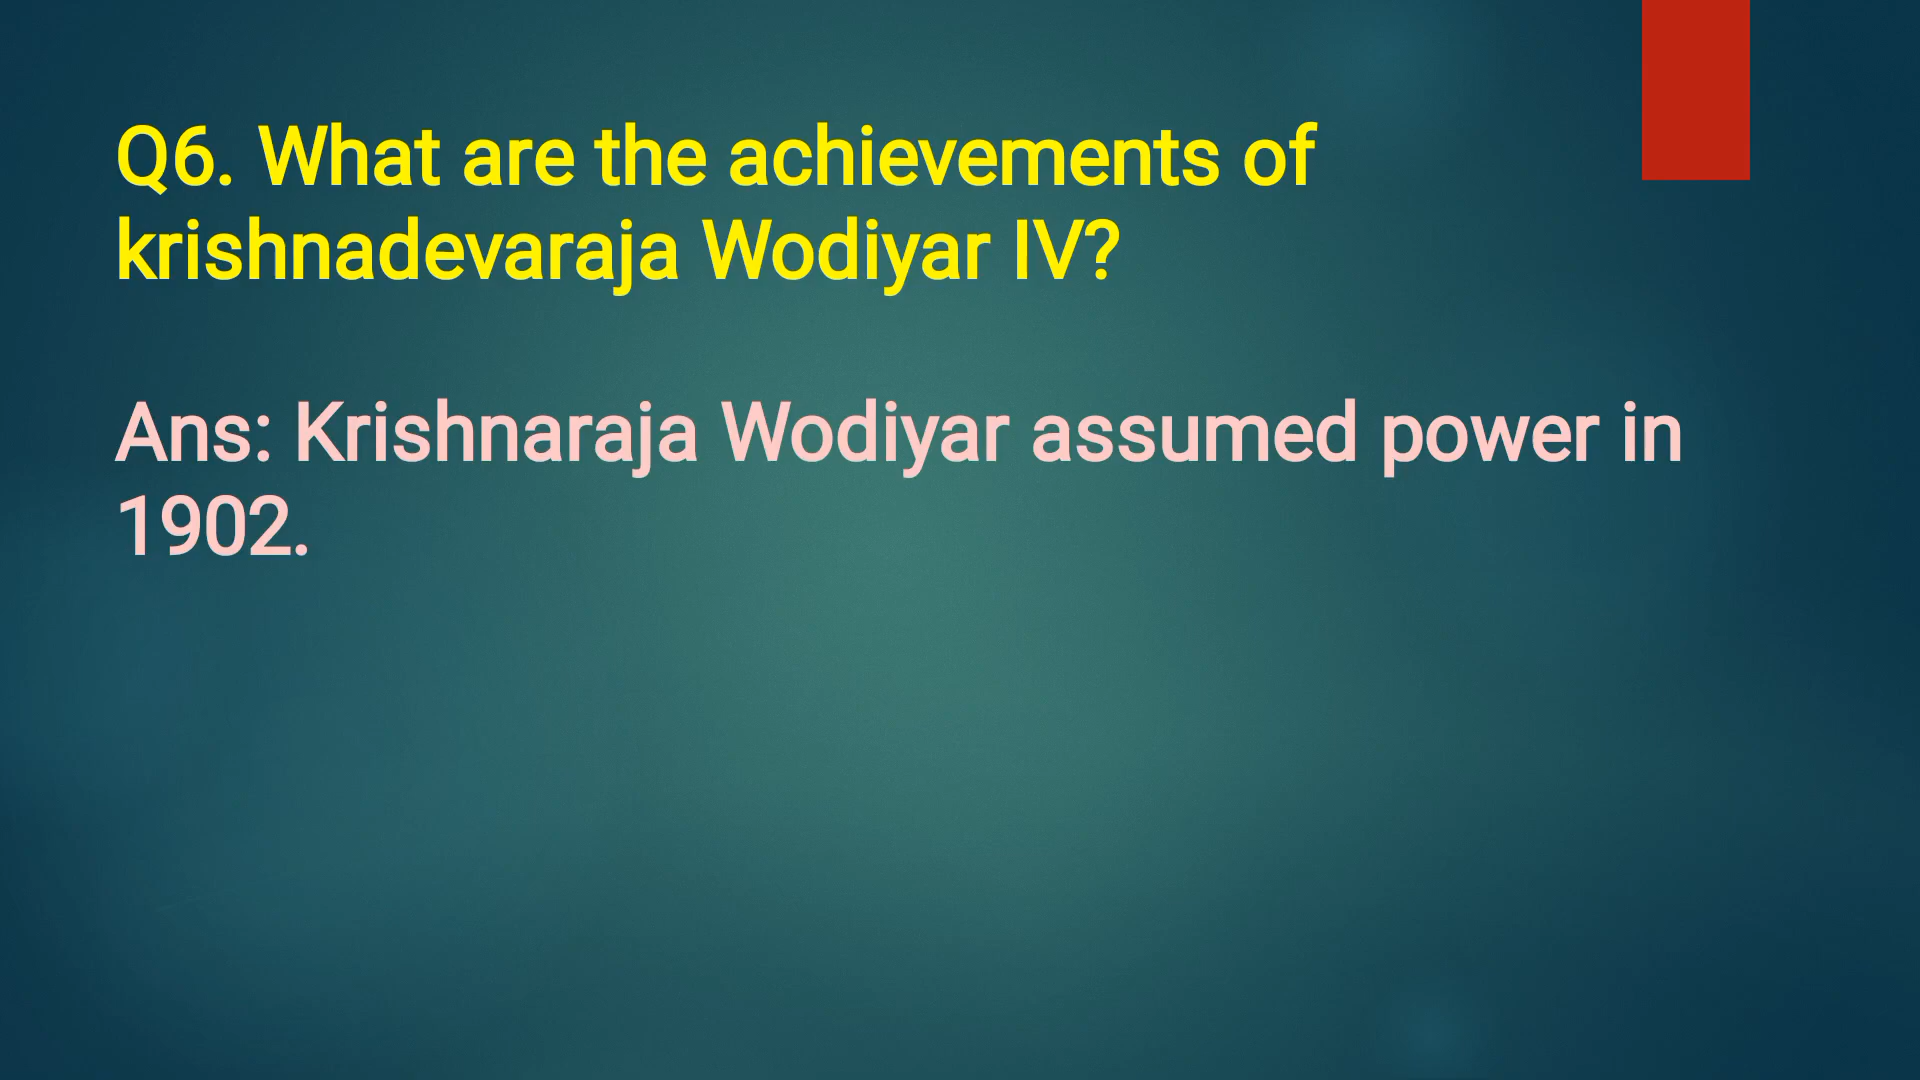 Q6. What are the achievements of
krishnadevaraja Wodiyar IV?
Ans: Krishnaraja Wodiyar assumed power in
1902.